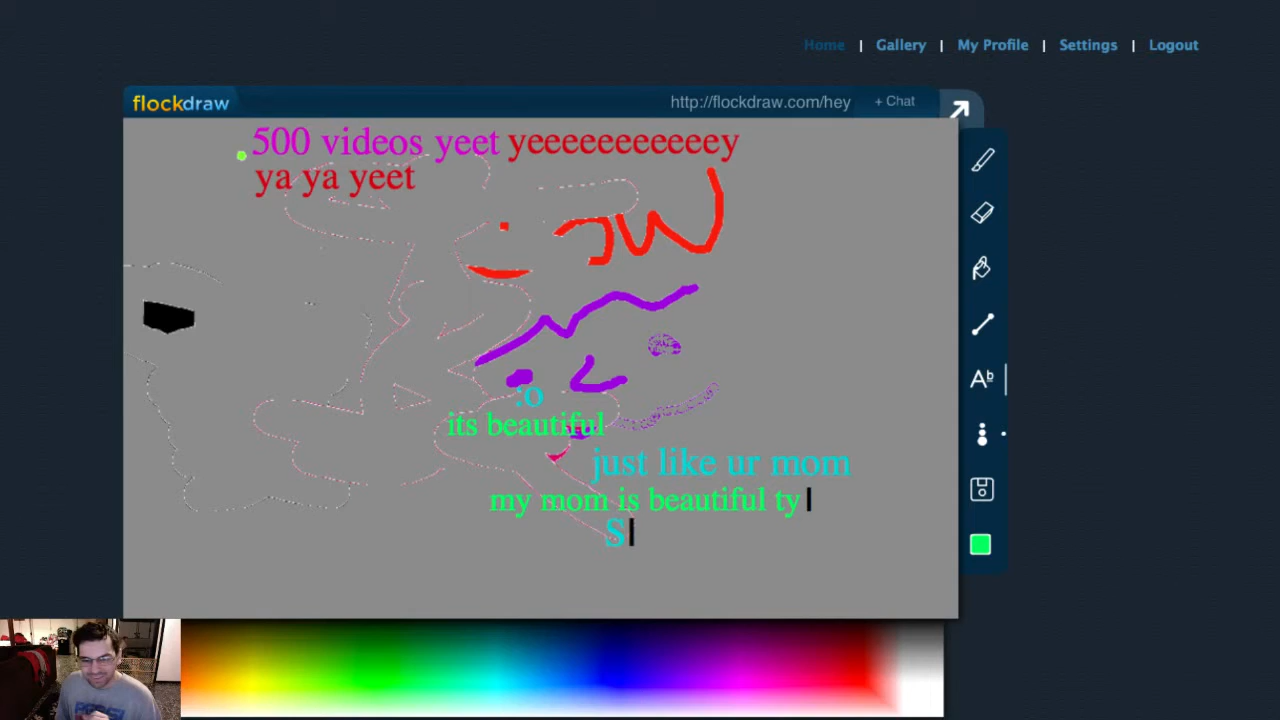 Home | Gallery | My Profile | Settings | Logout
flockdraw
http://flockdraw.com/hey
+ Chat
500 videos yeet yeeeeeeeeeeey
ya ya yeet
:o
its beautiful
just like ur mom
my mom is beautiful ty
S
Ab